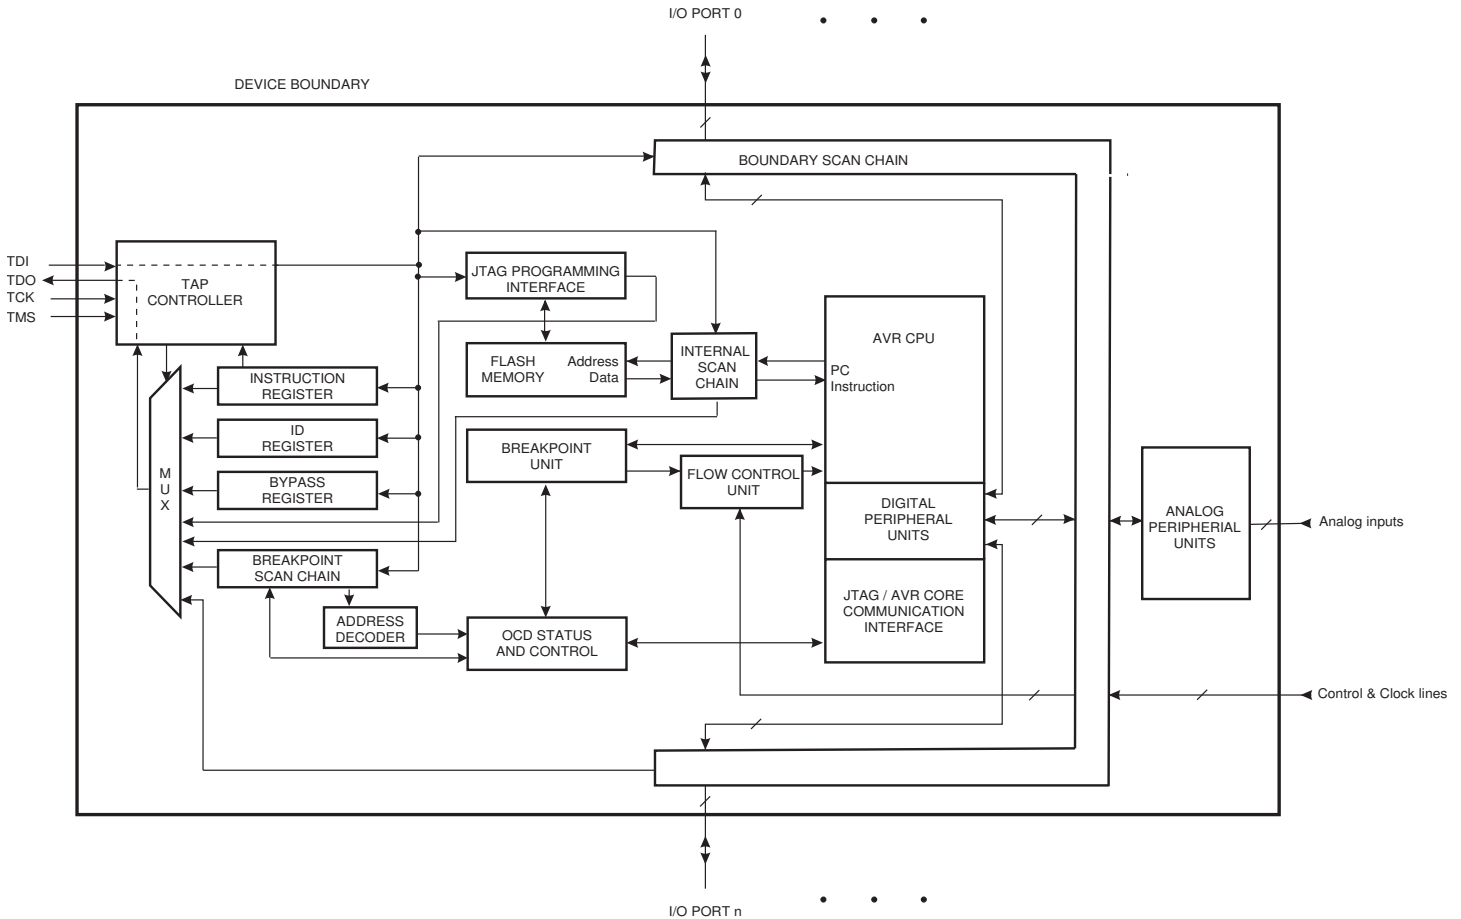 I/O PORT 0
DEVICE BOUNDARY
BOUNDARY SCAN CHAIN
TDI
TDO
TCK
TMS
TAP
CONTROLLER
JTAG PROGRAMMING
INTERFACE
FLASH
MEMORY
Address
Data
INTERNAL
SCAN
CHAIN
AVR CPU
PC
Instruction
INSTRUCTION
REGISTER
ID
REGISTER
BYPASS
REGISTER
M
U
X
BREAKPOINT
UNIT
FLOW CONTROL
UNIT
DIGITAL
PERIPHERAL
UNITS
ANALOG
PERIPHERIAL
UNITS
Analog inputs
BREAKPOINT
SCAN CHAIN
ADDRESS
DECODER
OCD STATUS
AND CONTROL
JTAG / AVR CORE
COMMUNICATION
INTERFACE
Control & Clock lines
I/O PORT n